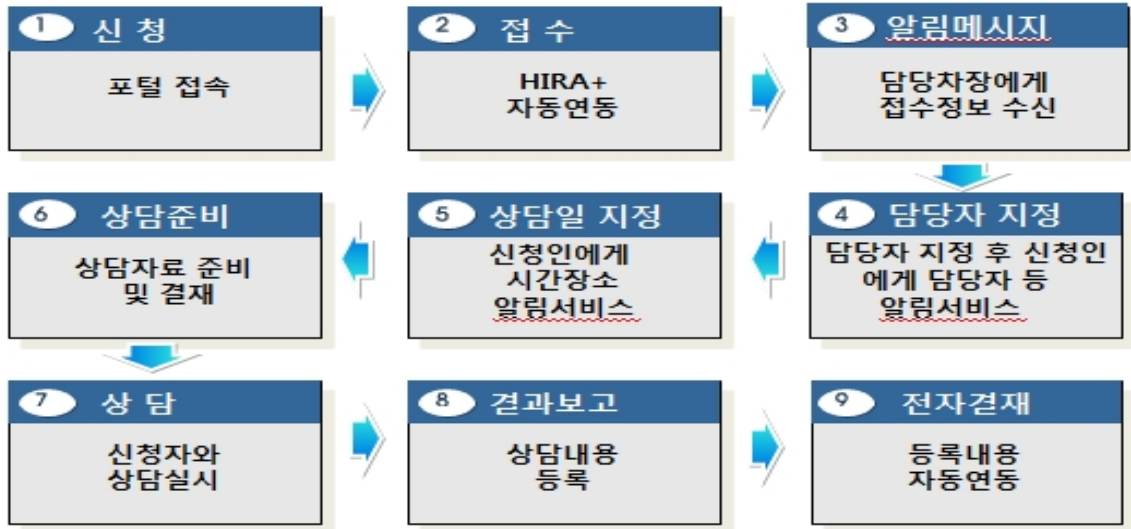 1 신 청
포털 접속
2 접 수
HIRA+
자동연동
3 알림메시지
담당차장에게
접수정보 수신
4 담당자 지정
담당자 지정 후 신청인
에게 담당자 등
알림서비스
5 상담일 지정
신청인에게
시간장소
알림서비스
6 상담준비
상담자료 준비
및 결재
7 상 담
신청자와
상담실시
8 결과보고
상담내용
등록
9 전자결재
등록내용
자동연동